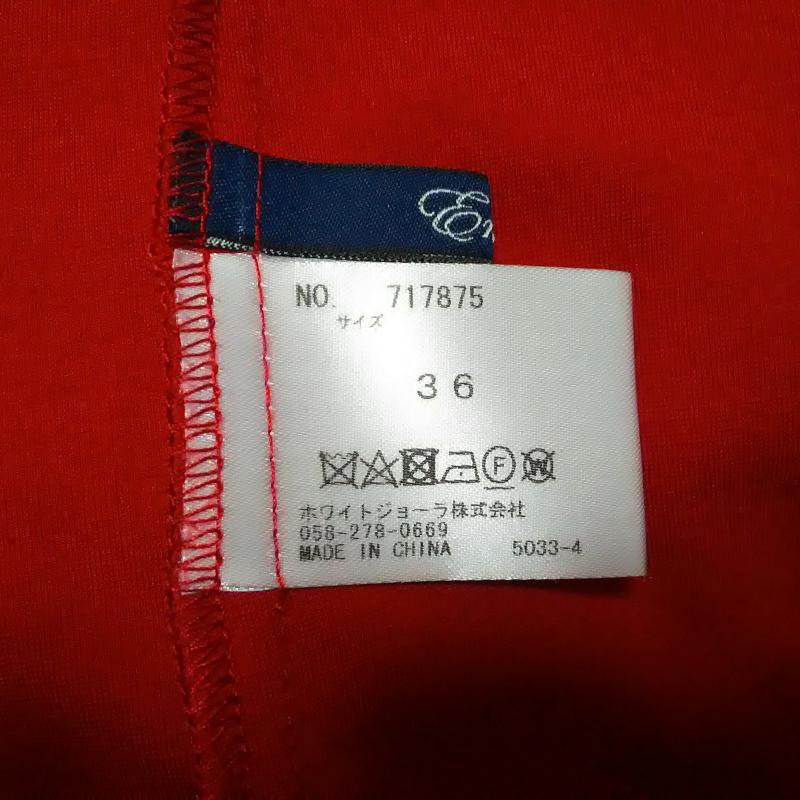 NO. 717875
サイズ
36
F W
ホワイトジョーラ株式会社
058-278-0669
MADE IN CHINA 5033-4